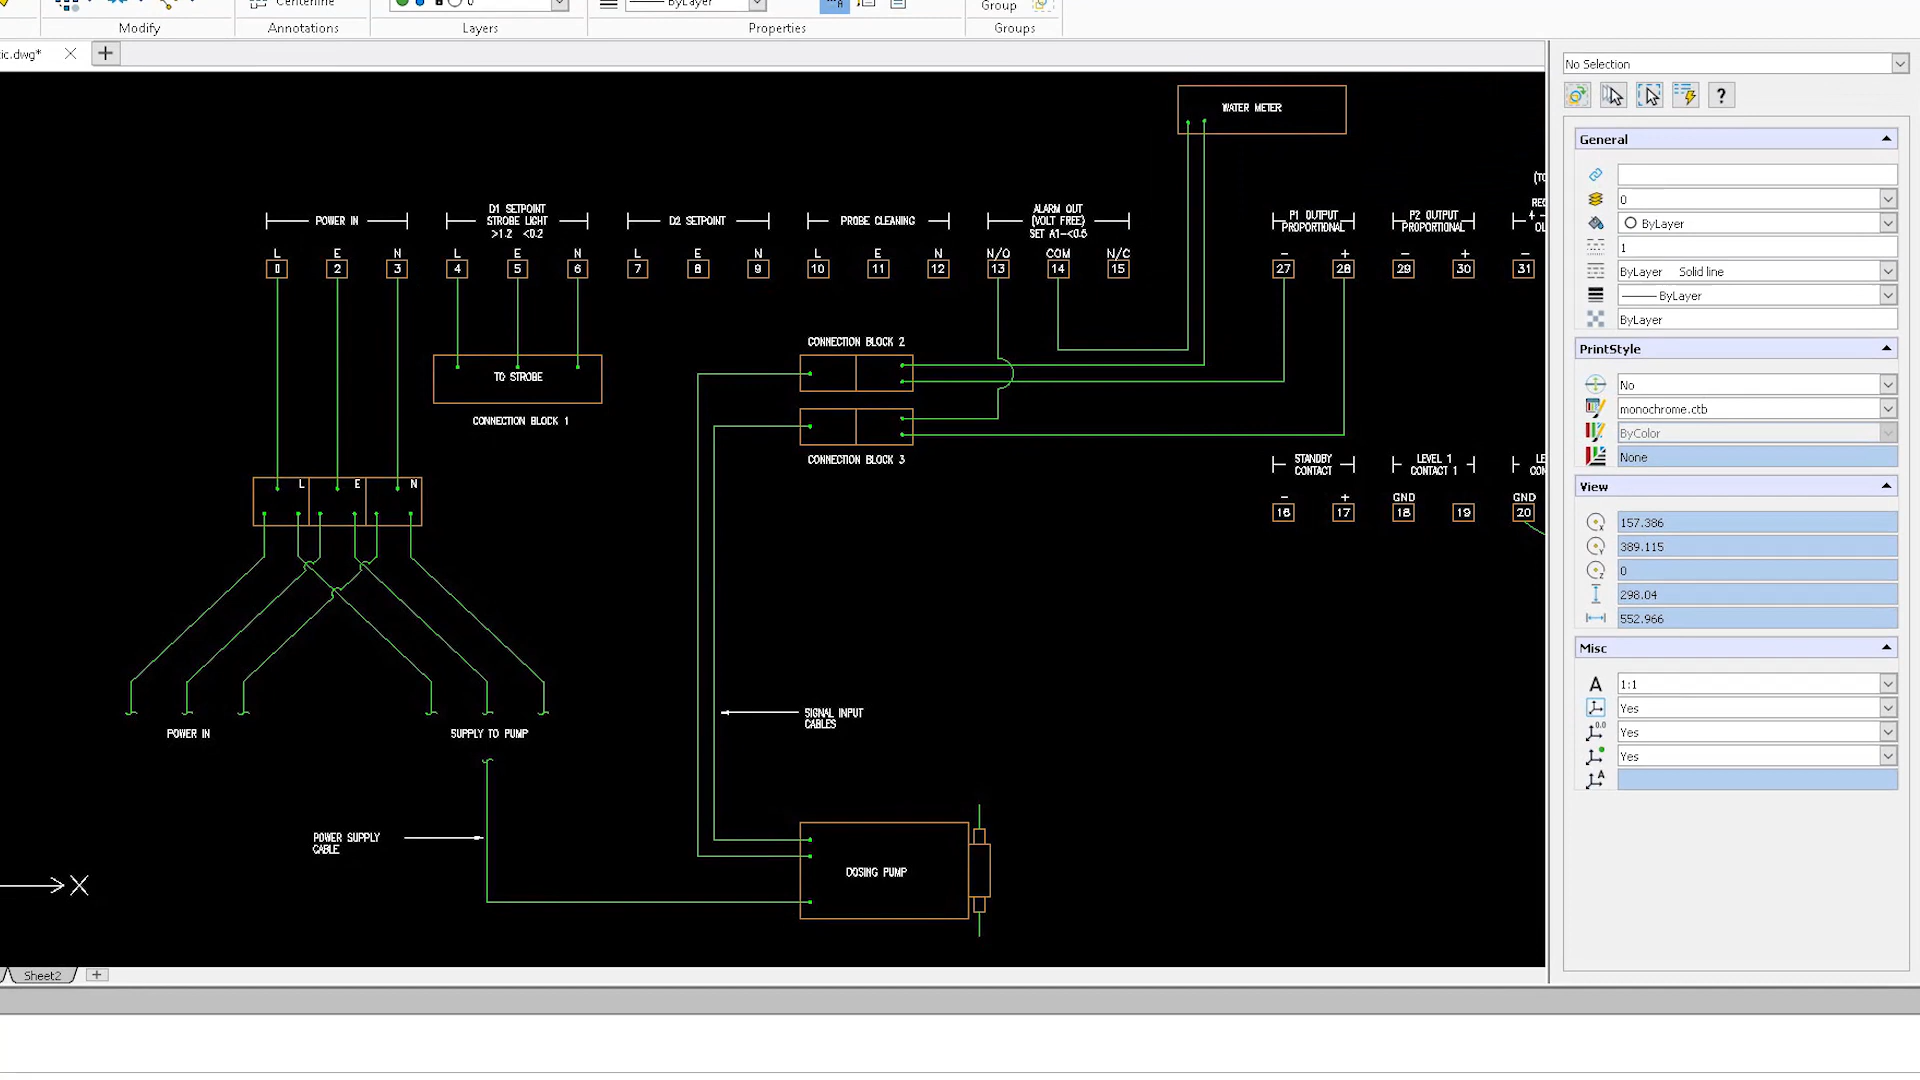 Centerline
0
ByLayer
Group
Modify
Annotations
Layers
Properties
Groups
tic.dwg*
No Selection
?
General
0
ByLayer
1
ByLayer Solid line
ByLayer
ByLayer
PrintStyle
No
monochrome.ctb
ByColor
None
View
157.386
389.115
0
298.04
552.966
Misc
1:1
Yes
Yes
Yes
WATER METER
POWER IN
D1 SETPOINT
STROBE LIGHT
>1.2 <0.2
D2 SETPOINT
PROBE CLEANING
ALARM OUT
(VOLT FREE)
SET A1-<0.5
P1 OUTPUT
PROPORTIONAL
P2 OUTPUT
PROPORTIONAL
L E N L E N L E N L E N N/O COM N/C - + - + -
2 3 4 5 6 7 8 9 10 11 12 13 14 15 27 28 29 30 31
CONNECTION BLOCK 2
TO STROBE
CONNECTION BLOCK 1
CONNECTION BLOCK 3
L E N
STANDBY
CONTACT
LEVEL 1
CONTACT 1
- + GND GND
16 17 18 19 20
SIGNAL INPUT
CABLES
POWER IN
SUPPLY TO PUMP
POWER SUPPLY
CABLE
DOSING PUMP
X
Sheet2